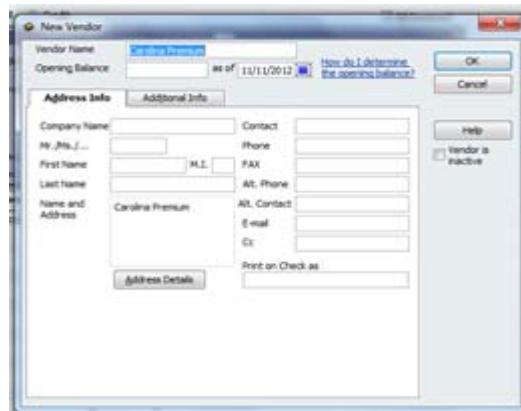 New Vendor
Vendor Name Carolina Premium
Opening Balance as of 11/11/2012 How do I determine the opening balance?
OK
Cancel
Help
Vendor is inactive
Address Info Additional Info
Company Name
Mr./Ms./...
First Name M.I.
Last Name
Name and Address
Carolina Premium
Address Details
Contact
Phone
FAX
Alt. Phone
Alt. Contact
E-mail
Cc
Print on Check as